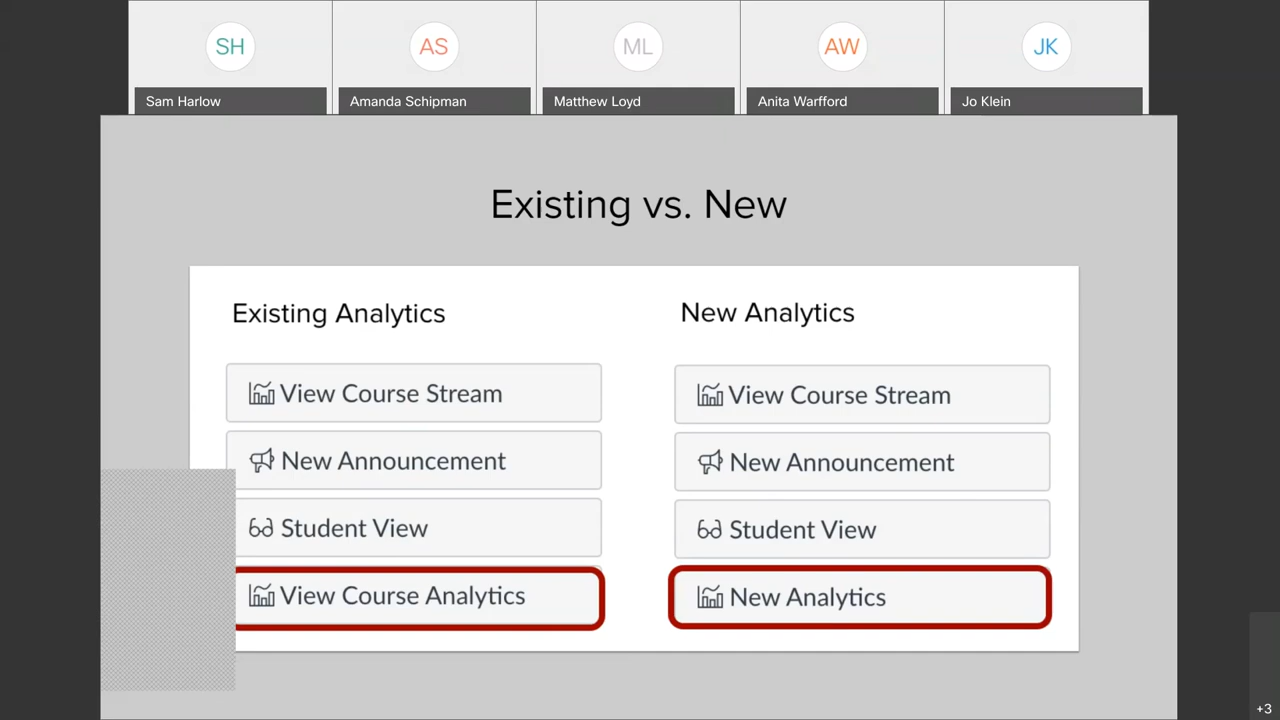 SH
AS
ML
AW
JK
Sam Harlow
Amanda Schipman
Matthew Loyd
Anita Warfford
Jo Klein
Existing vs. New
Existing Analytics
View Course Stream
New Announcement
Student View
View Course Analytics
New Analytics
View Course Stream
New Announcement
Student View
New Analytics
+3